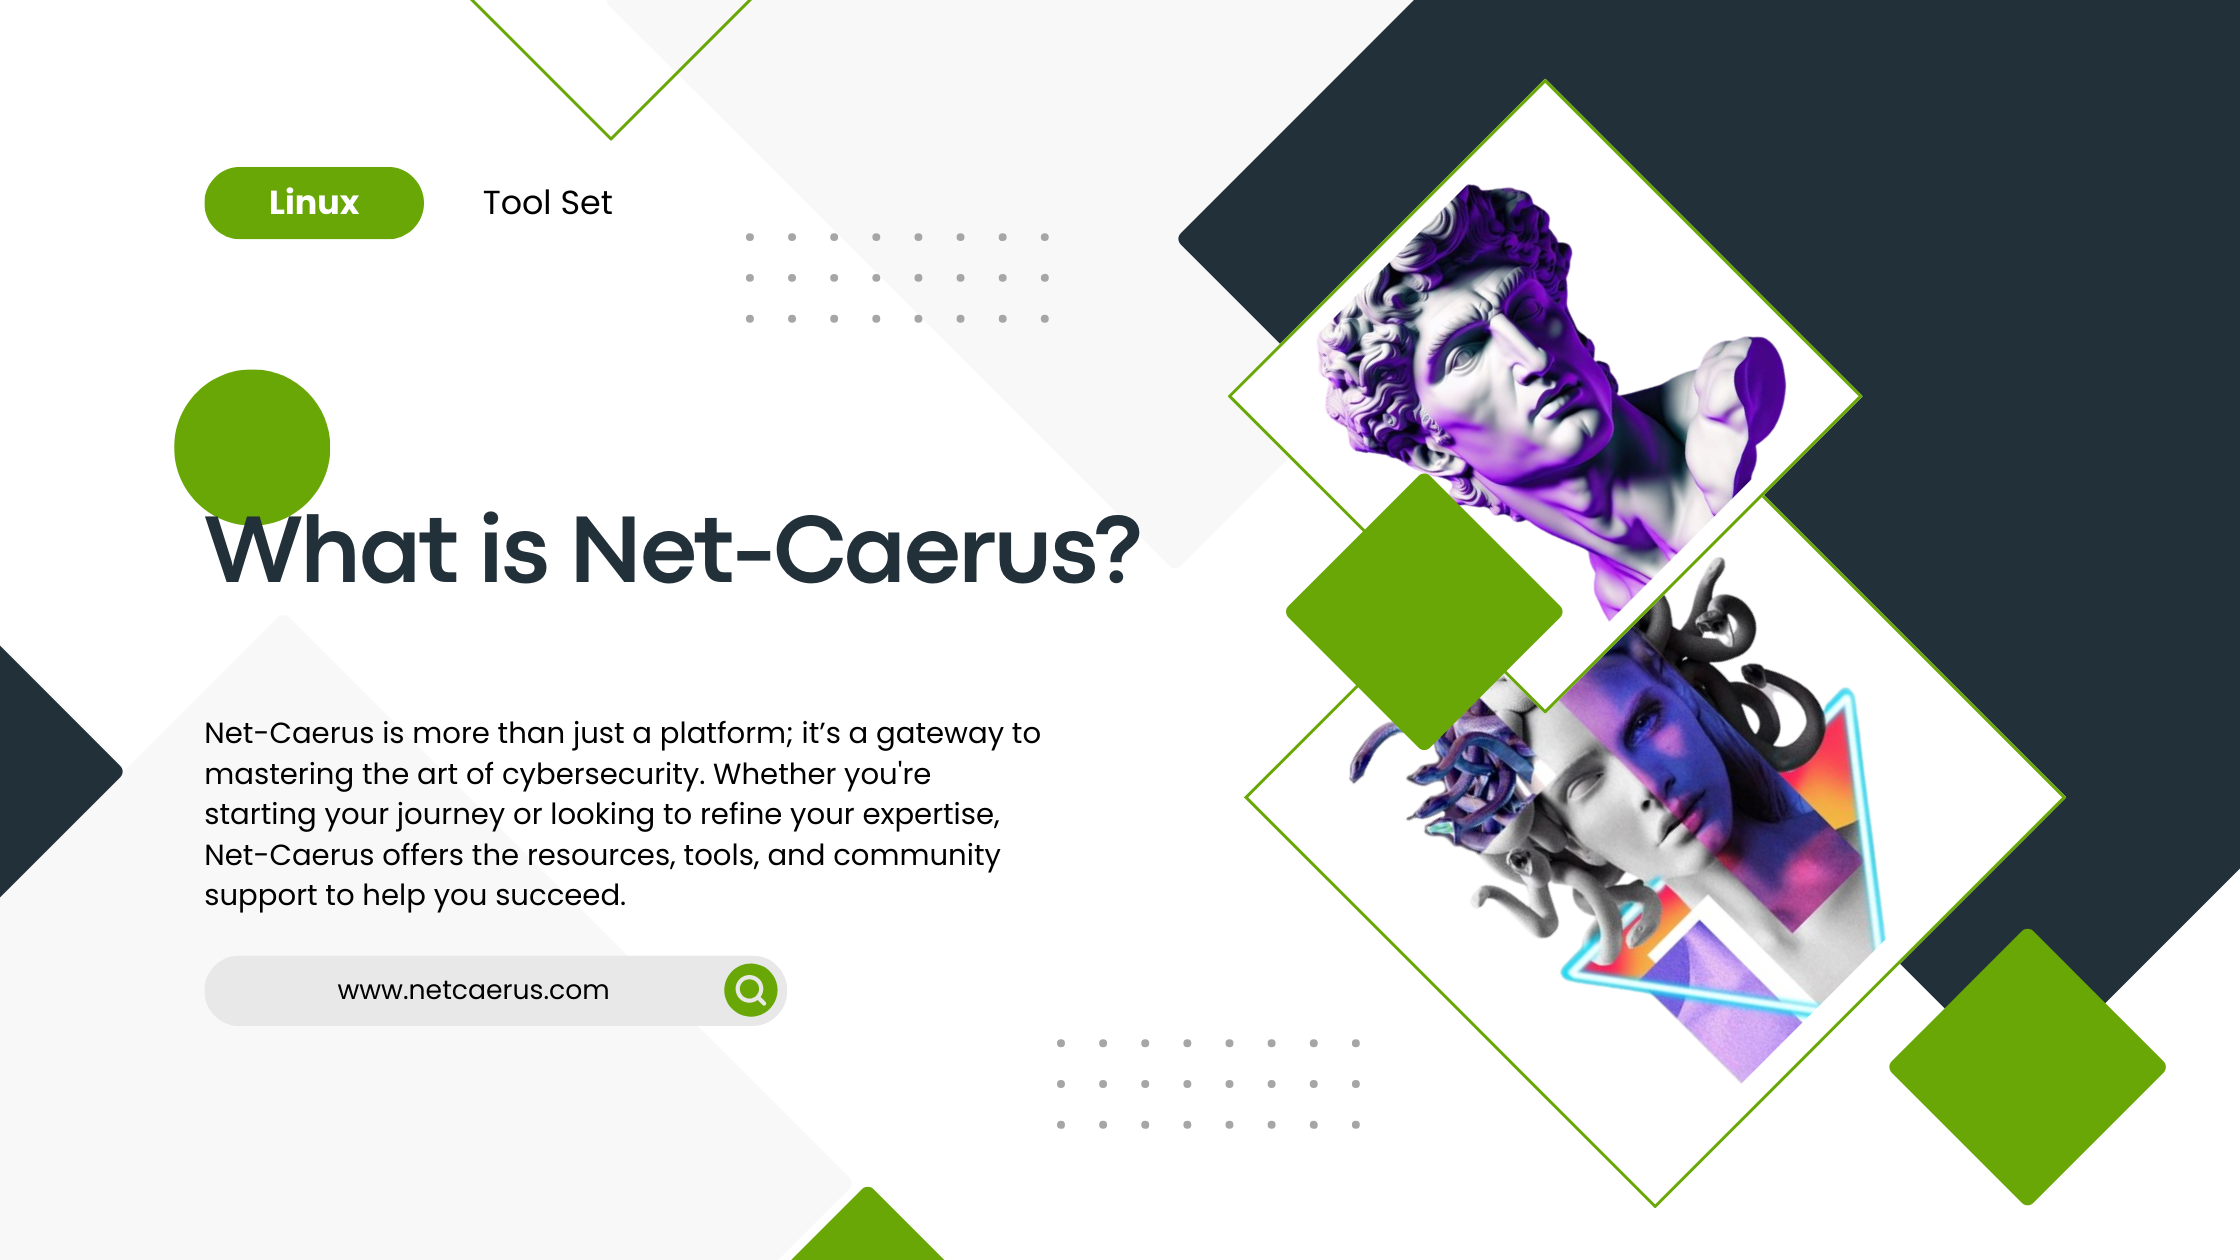 Linux
Tool Set
What is Net-Caerus?
Net-Caerus is more than just a platform; it’s a gateway to
mastering the art of cybersecurity. Whether you're
starting your journey or looking to refine your expertise,
Net-Caerus offers the resources, tools, and community
support to help you succeed.
www.netcaerus.com